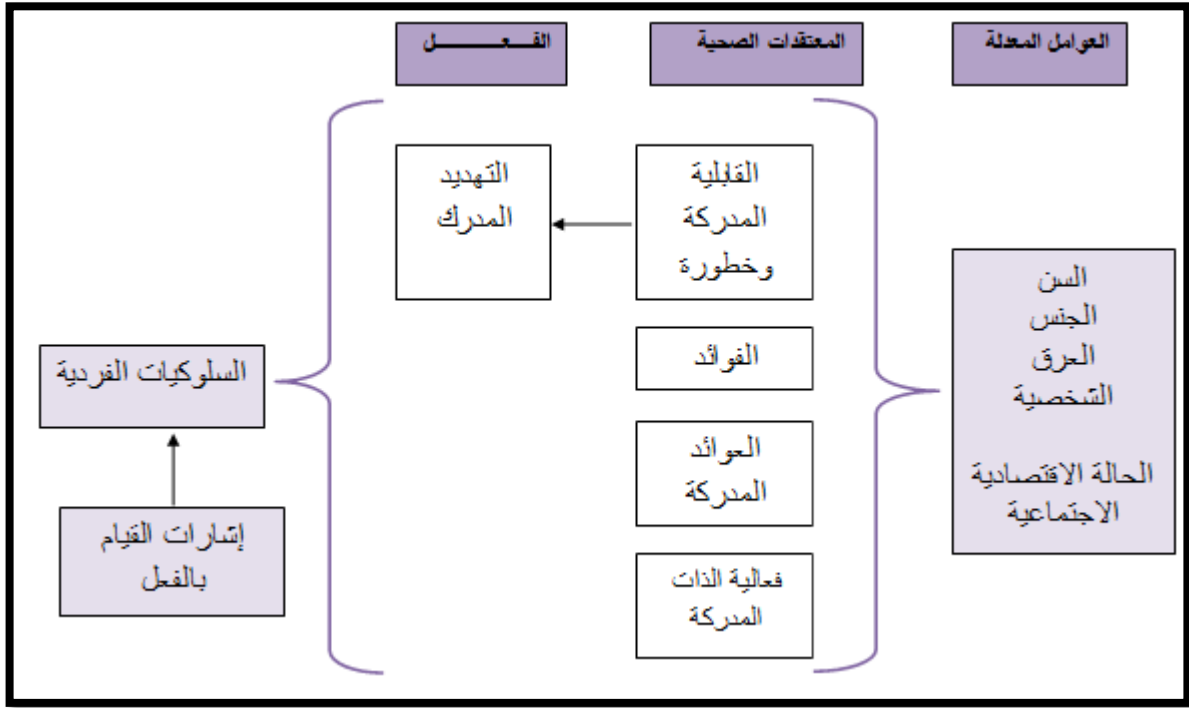 العوامل المعدلة
المعتقدات الصحية
الفـــعـــــــــــل
القابلية
المدركة
وخطورة
التهديد
المدرك
الفوائد
العوائد
المدركة
فعالية الذات
المدركة
السن
الجنس
العرق
الشخصية
الحالة الاقتصادية
الاجتماعية
السلوكيات الفردية
إشارات القيام
بالفعل